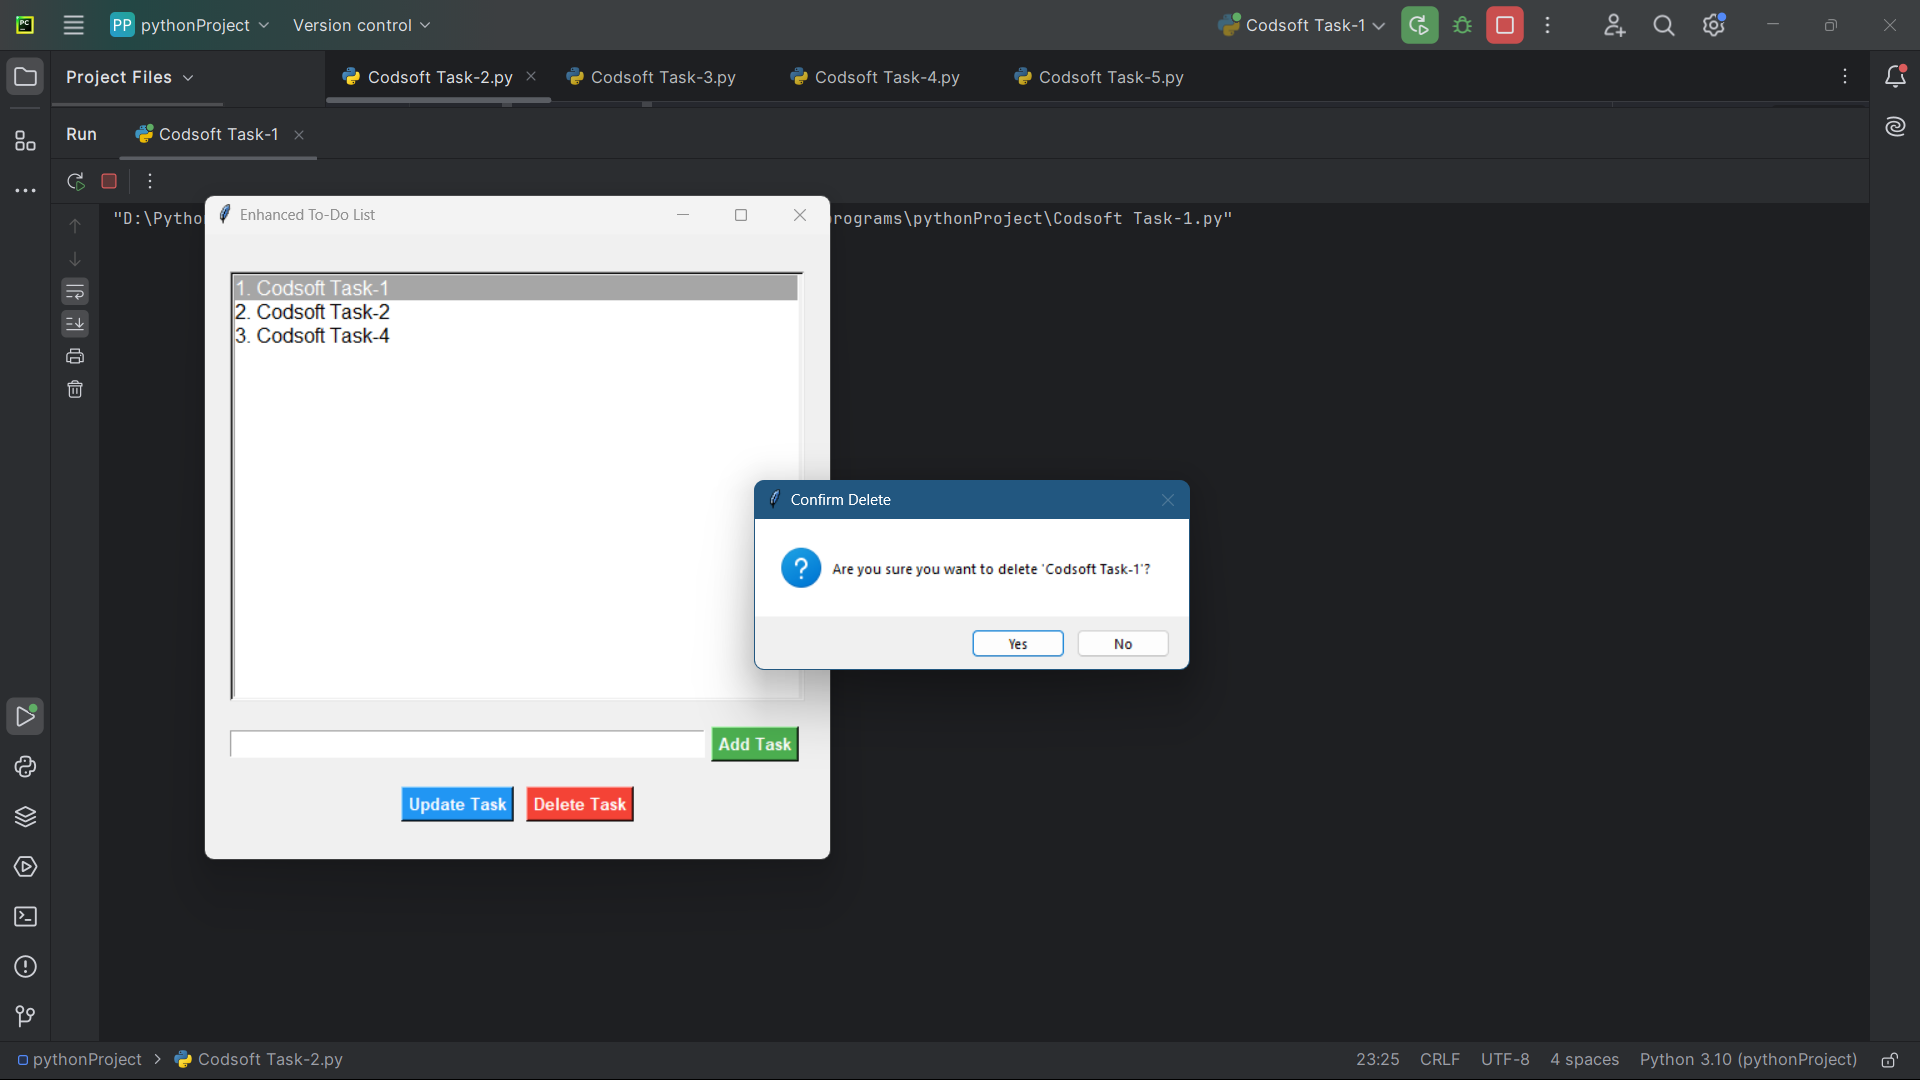 PC
PP pythonProject Version control Codsoft Task-1
Project Files Codsoft Task-2.py Codsoft Task-3.py Codsoft Task-4.py Codsoft Task-5.py
Run Codsoft Task-1
"D:\Pytho rograms\pythonProject\Codsoft Task-1.py"
Enhanced To-Do List
1. Codsoft Task-1
2. Codsoft Task-2
3. Codsoft Task-4
Confirm Delete
Are you sure you want to delete 'Codsoft Task-1'?
Yes No
Add Task
Update Task Delete Task
pythonProject > Codsoft Task-2.py 23:25 CRLF UTF-8 4 spaces Python 3.10 (pythonProject)